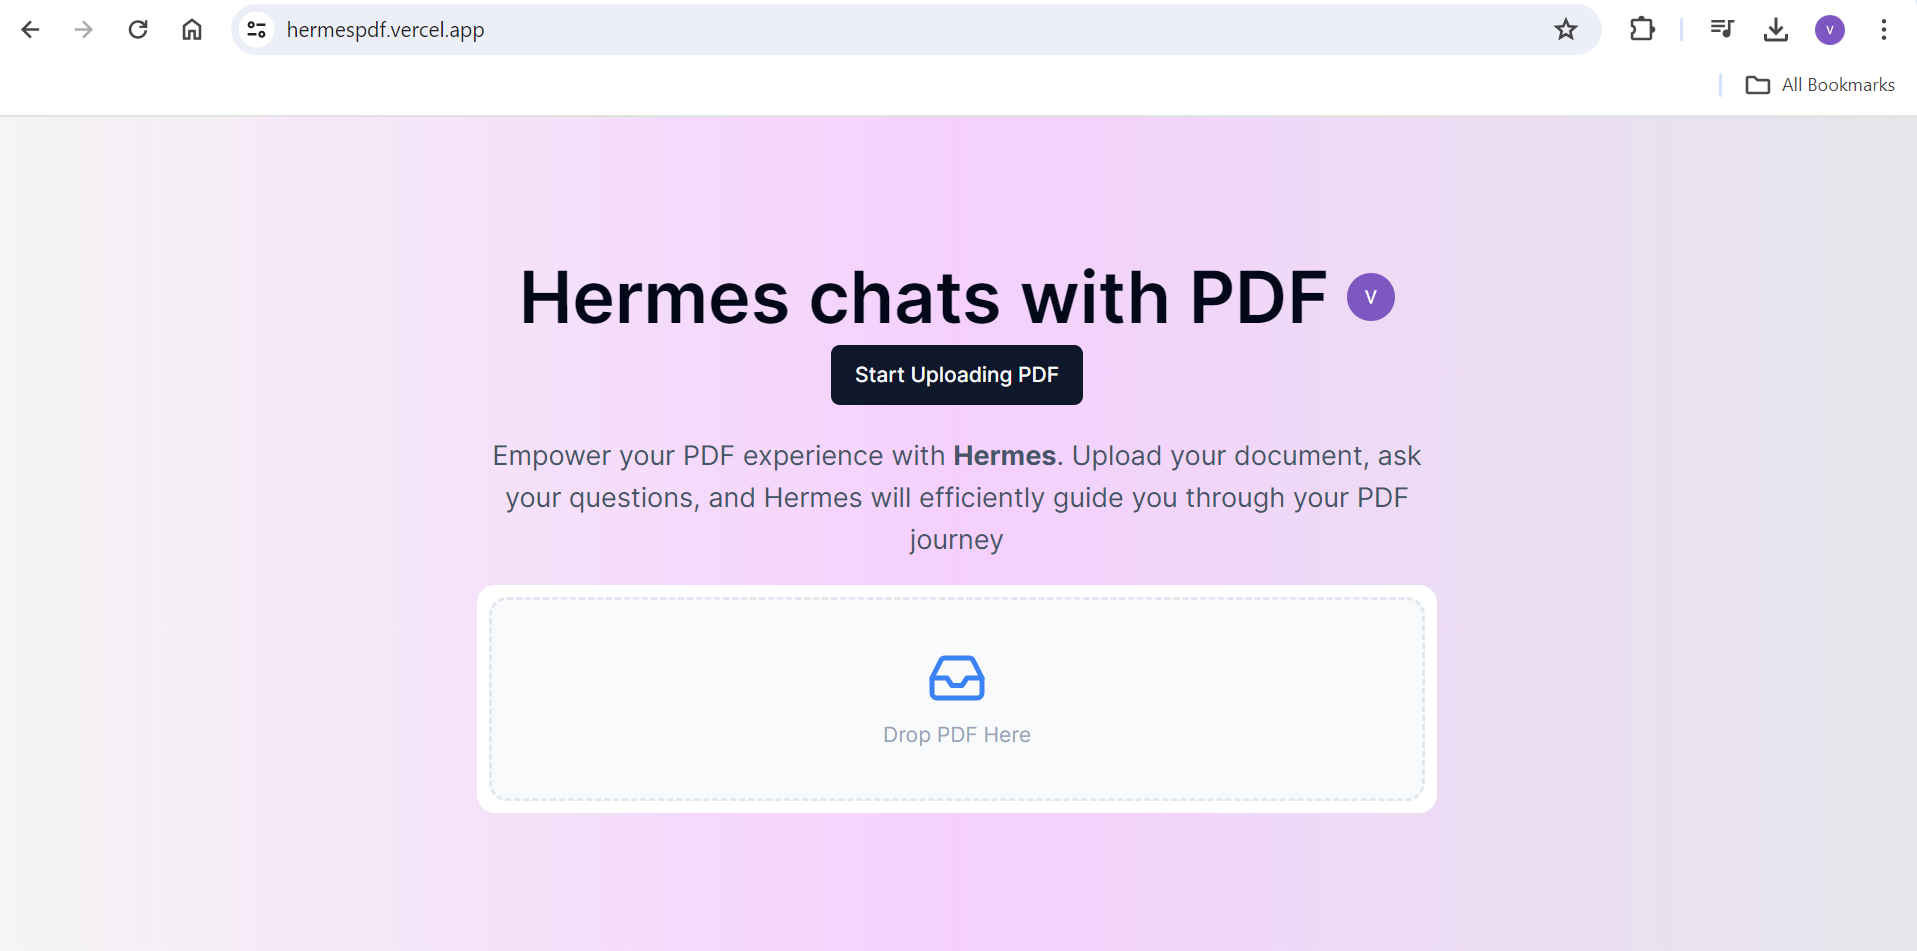 hermespdf.vercel.app
V
All Bookmarks
Hermes chats with PDF
V
Start Uploading PDF
Empower your PDF experience with Hermes. Upload your document, ask
your questions, and Hermes will efficiently guide you through your PDF
journey
Drop PDF Here